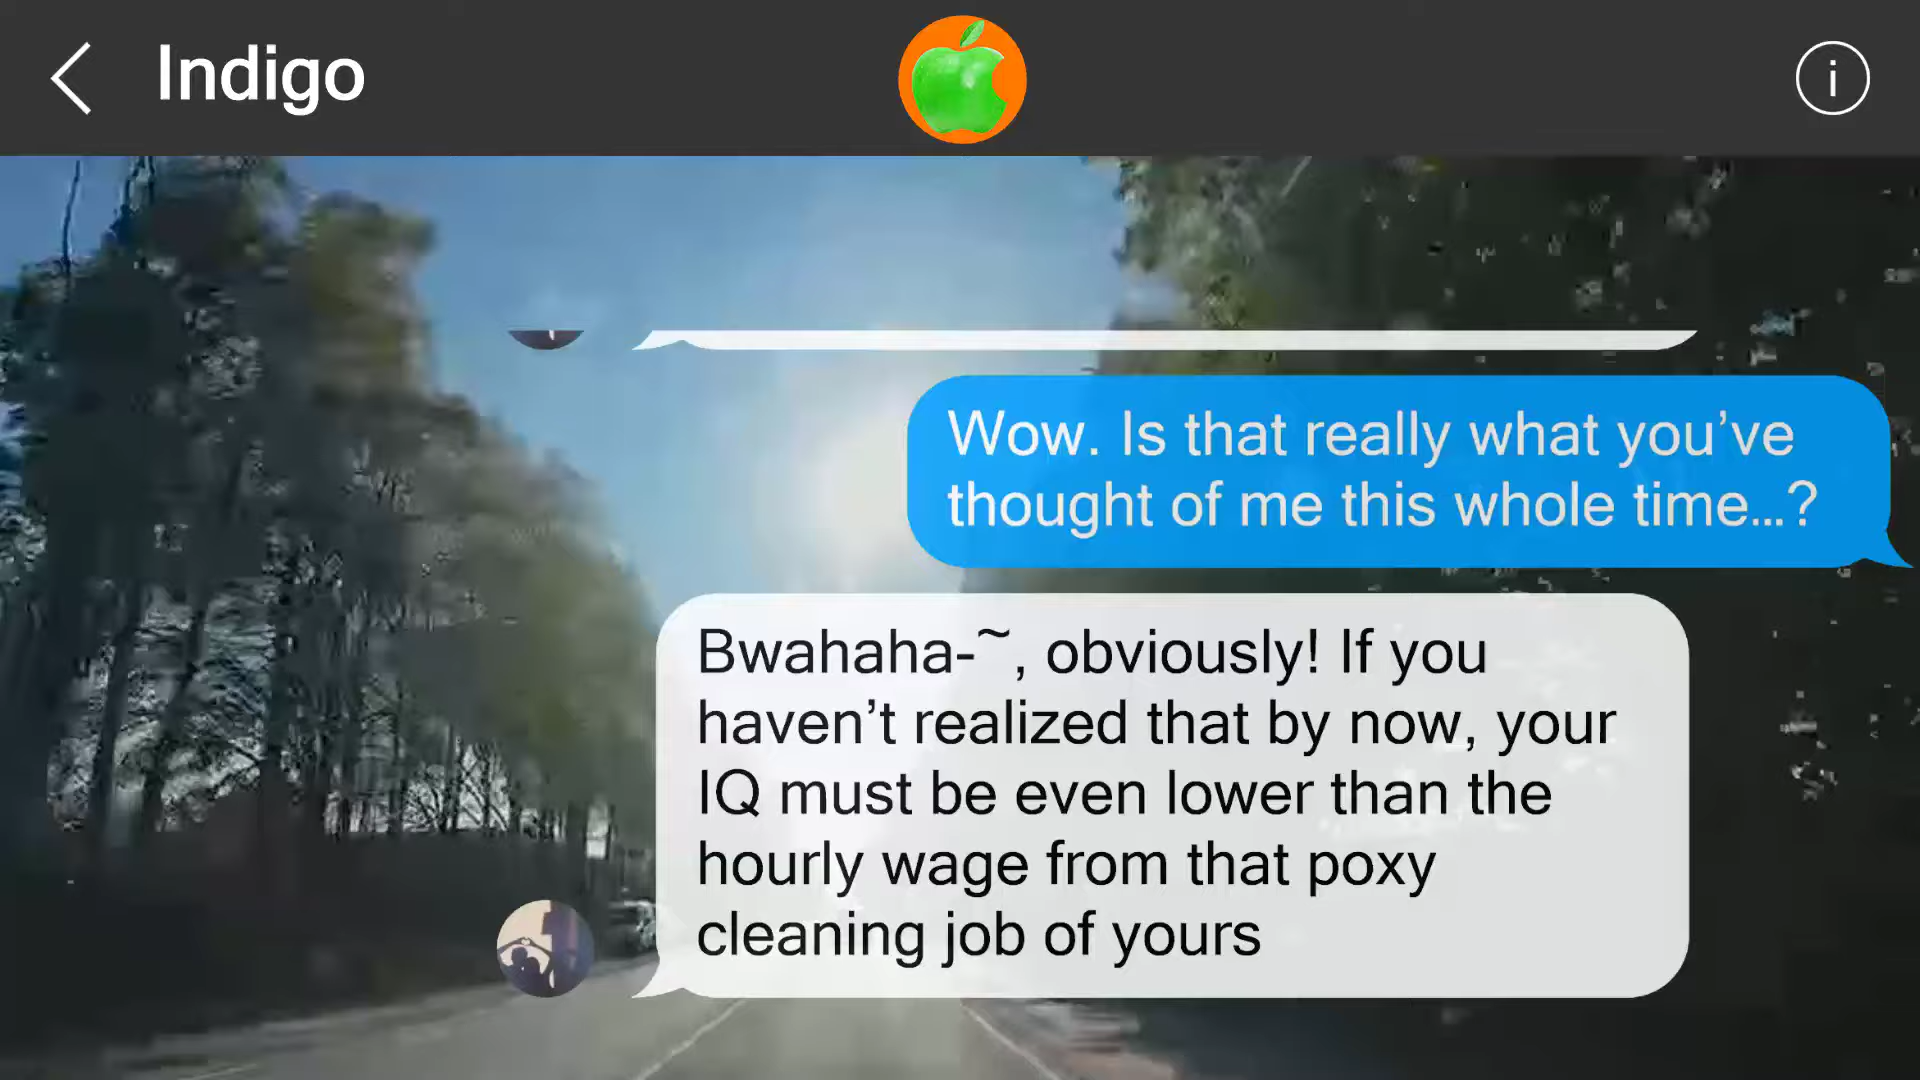 Indigo
i
Wow. Is that really what you’ve
thought of me this whole time...?
Bwahaha-~, obviously! If you
haven’t realized that by now, your
IQ must be even lower than the
hourly wage from that poxy
cleaning job of yours